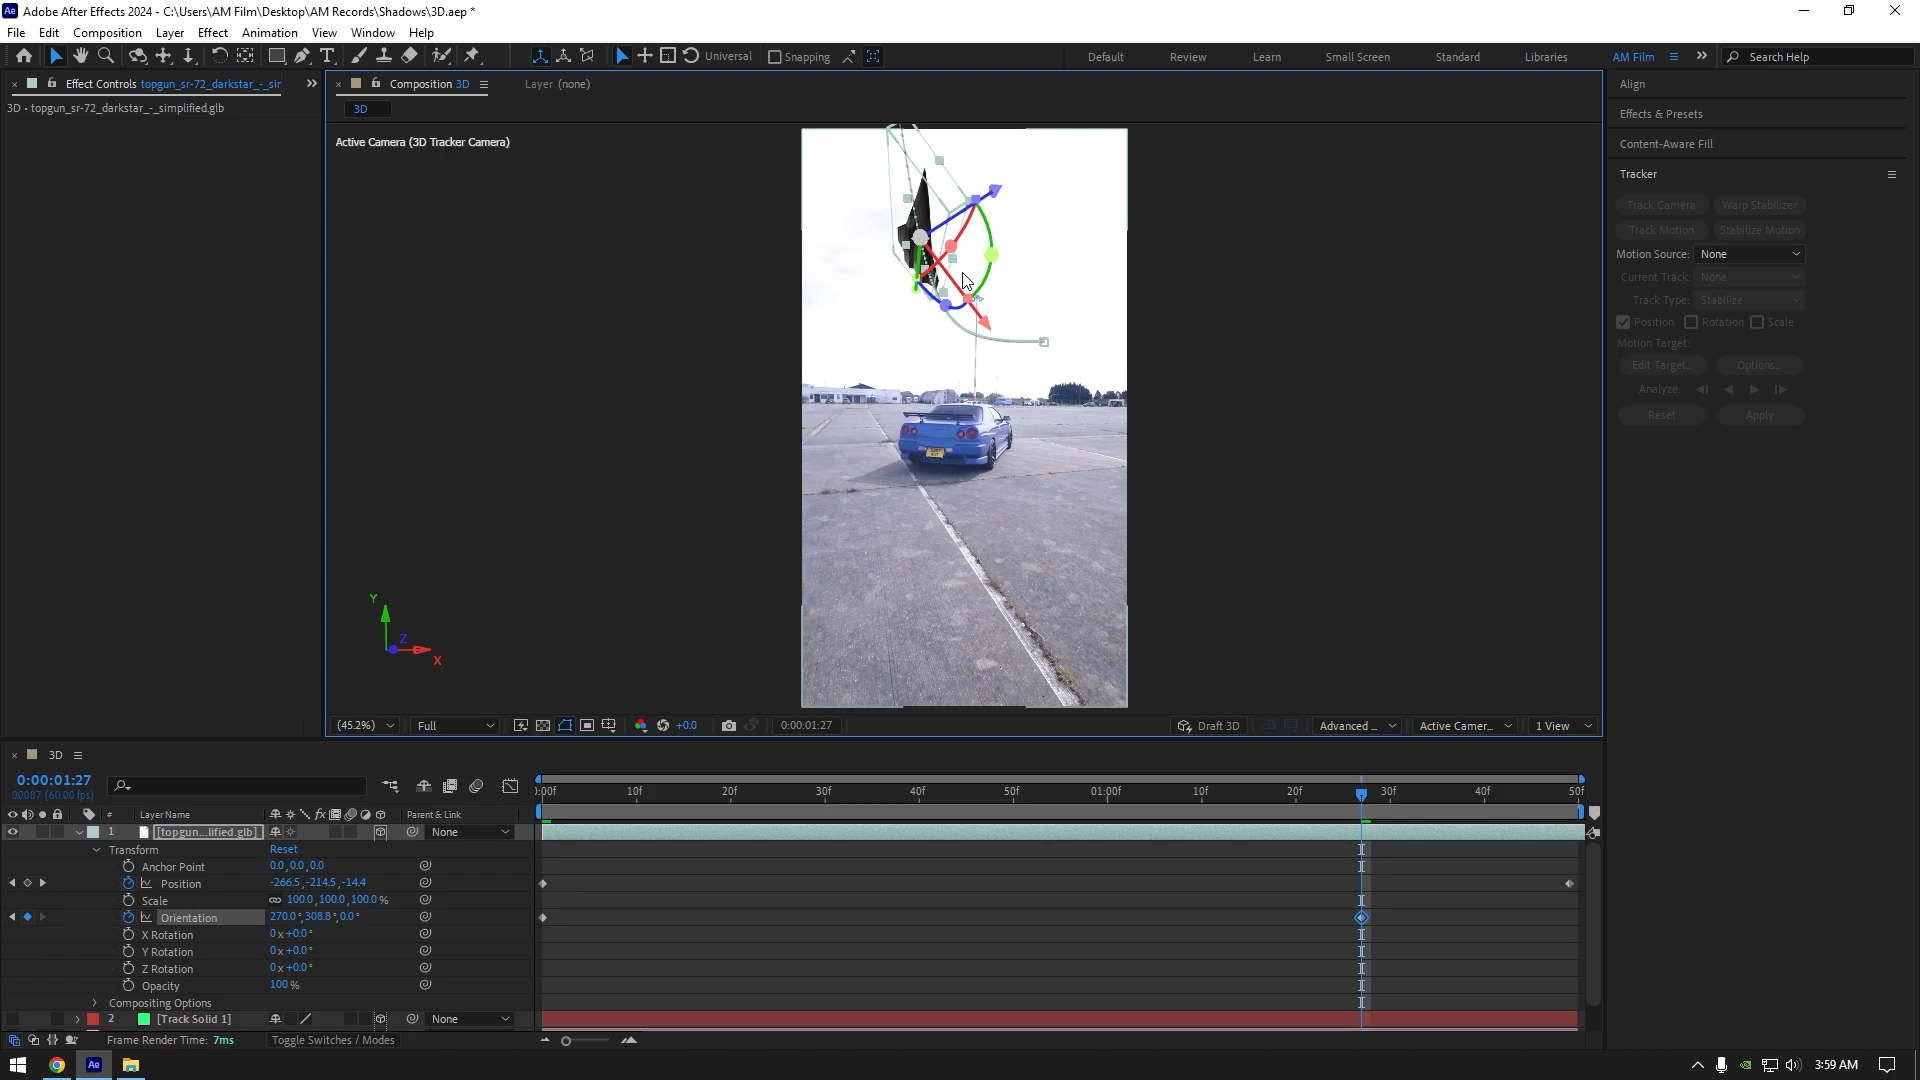 Adobe After Effects 2024 - C:\Users\AM Film\Desktop\AM Records\Shadows\3D.aep *
File Edit Composition Layer Effect Animation View Window Help
Universal Snapping Default Review Learn Small Screen Standard Libraries AM Film Search Help
Effect Controls topgun_sr-72_darkstar_-_sir
3D • topgun_sr-72_darkstar_-_simplified.glb
Composition 3D
Layer (none)
3D
Active Camera (3D Tracker Camera)
Y
Z
X
(45.2%) Full +0.0 0:00:01:27 Draft 3D Advanced ... Active Camer... 1 View
Align
Effects & Presets
Content-Aware Fill
Tracker
Track Camera Warp Stabilizer
Track Motion Stabilize Motion
Motion Source: None
Current Track: None
Track Type: Stabilize
Position Rotation Scale
Motion Target:
Edit Target... Options...
Analyze:
Reset Apply
3D
0:00:01:27
00087 (60.00 fps)
:00f 10f 20f 30f 40f 50f 01:00f 10f 20f 30f 40f 50f
# Layer Name fx Parent & Link
1 [topgun...lified.glb] None
Transform Reset
Anchor Point 0.0,0.0,0.0
Position -266.5,-214.5,-14.4
Scale 100.0,100.0,100.0%
Orientation 270.0°,308.8°,0.0°
X Rotation 0x+0.0°
Y Rotation 0x+0.0°
Z Rotation 0x+0.0°
Opacity 100%
Compositing Options
2 [Track Solid 1] None
Frame Render Time: 7ms Toggle Switches / Modes
Ae 3:59 AM